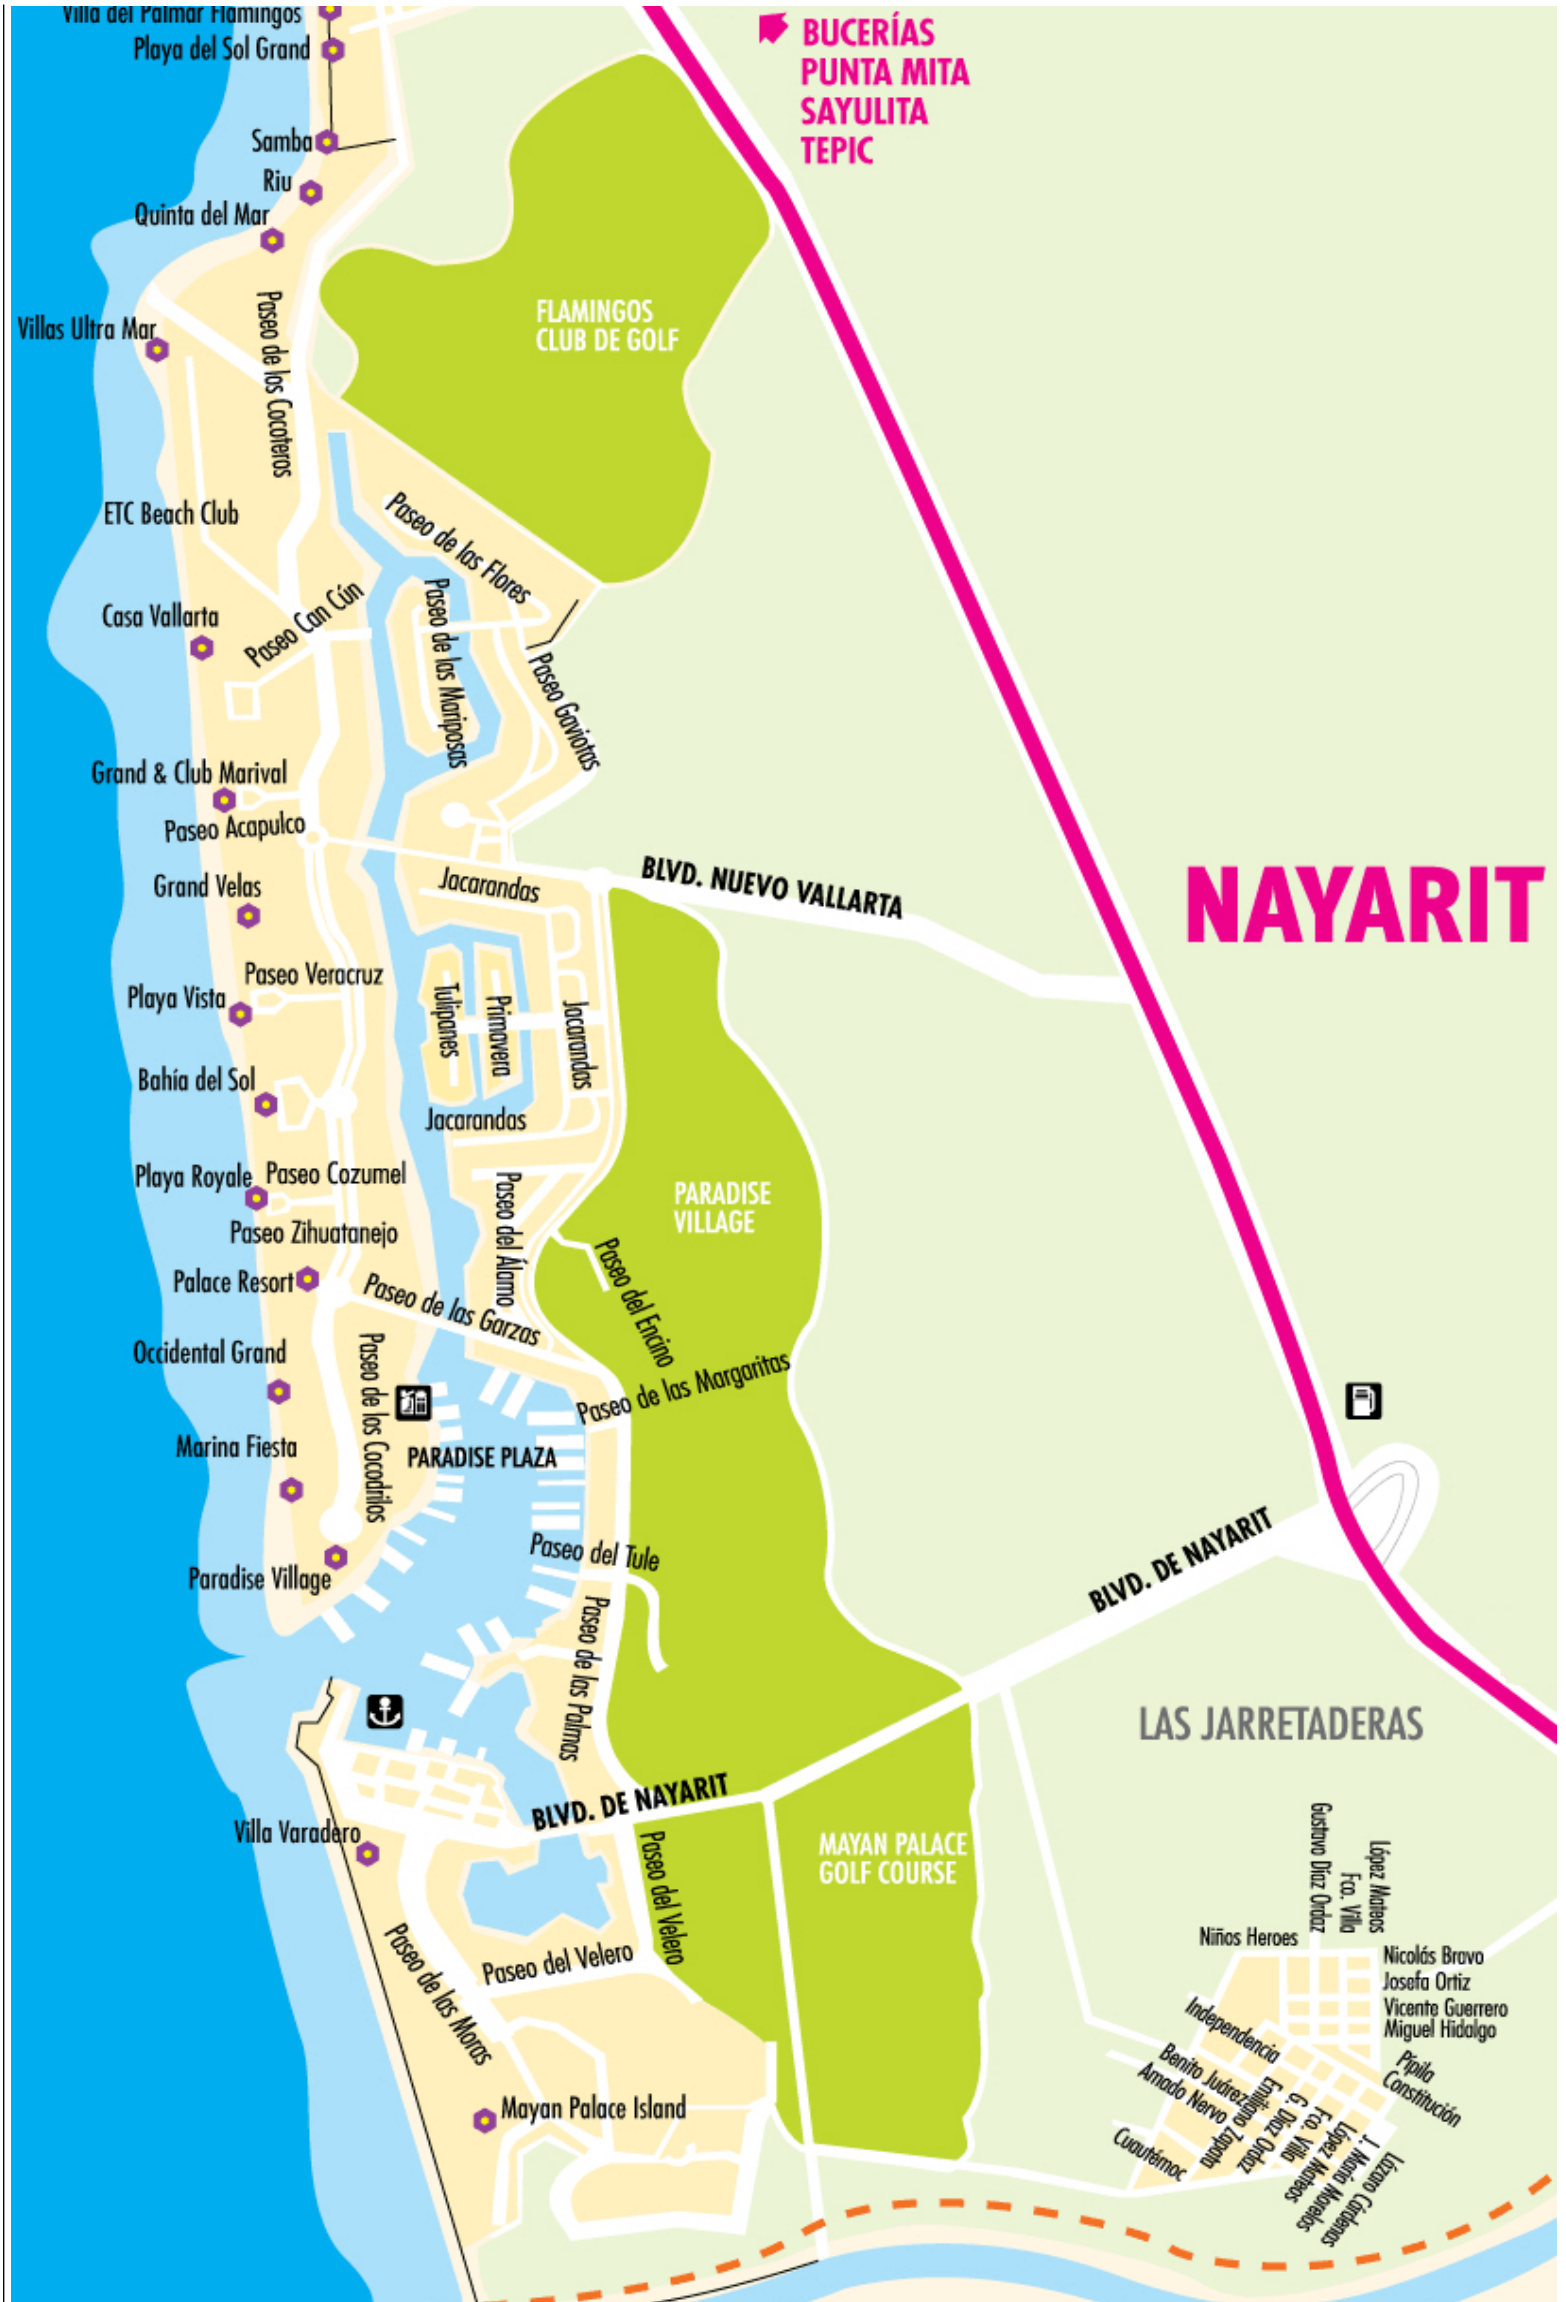 Villa del Palmar Flamingos
Playa del Sol Grand
BUCERÍAS
PUNTA MITA
SAYULITA
TEPIC
Samba
Riu
Quinta del Mar
Villas Ultra Mar
Paseo de los Cocoteros
FLAMINGOS
CLUB DE GOLF
ETC Beach Club
Paseo de las Flores
Casa Vallarta
Paseo Can Cún
Paseo de las Mariposas
Paseo Gaviotas
Grand & Club Marival
Paseo Acapulco
Grand Velas
Jacarandas
BLVD. NUEVO VALLARTA
NAYARIT
Paseo Veracruz
Playa Vista
Tulipanes
Primavera
Jacarandas
Bahía del Sol
Jacarandas
Playa Royale
Paseo Cozumel
Paseo Zihuatanejo
Paseo del Álamo
PARADISE
VILLAGE
Palace Resort
Paseo de las Garzas
Paseo del Encino
Occidental Grand
Paseo de los Cocodrilos
Paseo de las Margaritas
Marina Fiesta
PARADISE PLAZA
Paradise Village
Paseo del Tule
BLVD. DE NAYARIT
Paseo de las Palmas
LAS JARRETADERAS
BLVD. DE NAYARIT
Villa Varadero
Paseo del Velero
MAYAN PALACE
GOLF COURSE
Gustavo Díaz Ordaz
Fco. Villa
López Mateos
Niños Heroes
Nicolás Bravo
Josefa Ortiz
Vicente Guerrero
Miguel Hidalgo
Paseo de las Moras
Paseo del Velero
Independencia
Pípila
Constitución
Benito Juárez
Amado Nervo
Cuautémoc
Emiliano Zapata
G. Díaz Ordaz
Fco. Villa
López Mateos
J. María Morelos
Lázaro Cárdenas
Mayan Palace Island